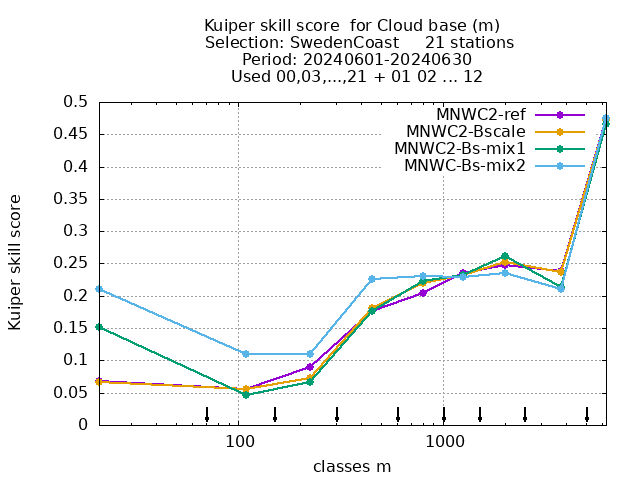 Kuiper skill score  for Cloud base (m)
Selection: SwedenCoast     21 stations
Period: 20240601-20240630
Used 00,03,...,21 + 01 02 ... 12
MNWC2-ref
MNWC2-Bscale
MNWC2-Bs-mix1
MNWC-Bs-mix2
Kuiper skill score
0.5
0.45
0.4
0.35
0.3
0.25
0.2
0.15
0.1
0.05
0
100
1000
classes m